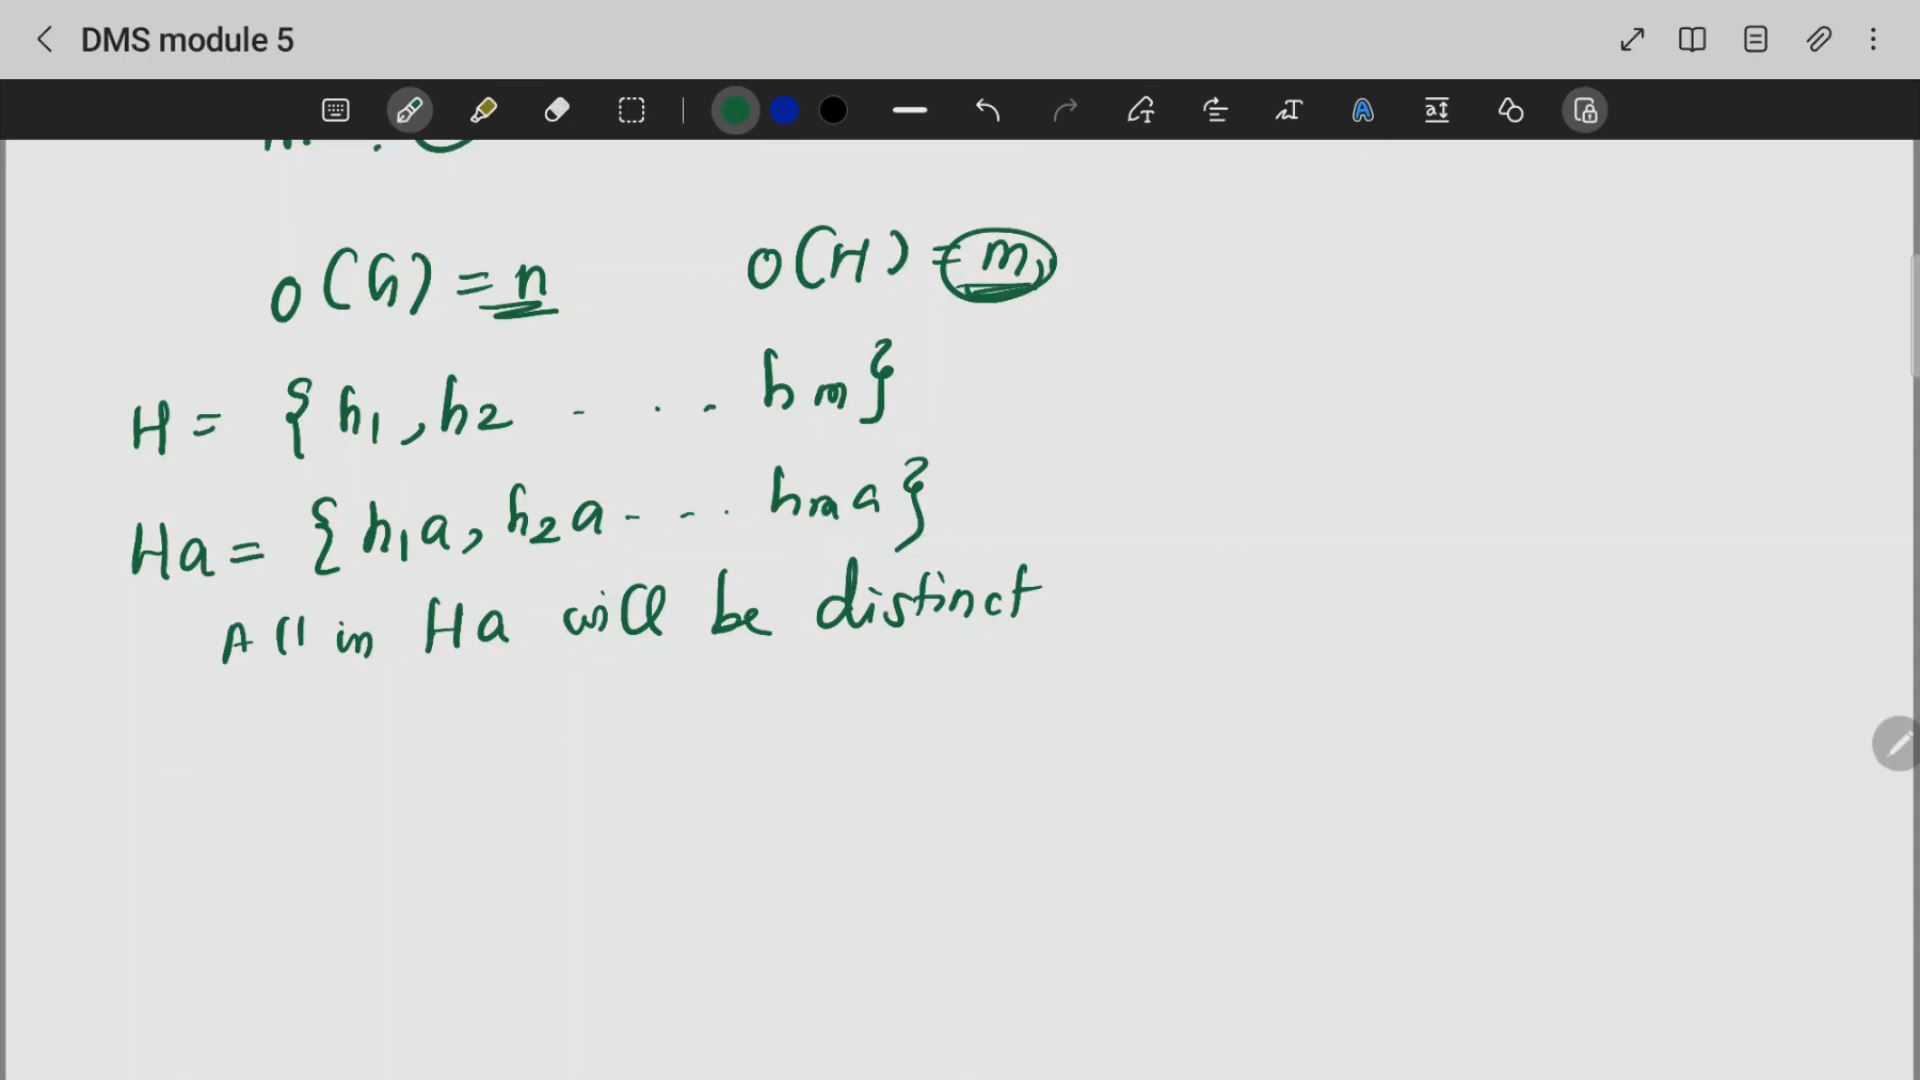 DMS module 5
O(G) = n O(H) = m,
H = {h1, h2 - . . - hm}
Ha = {h1a, h2a - - . hma}
All in Ha will be distinct